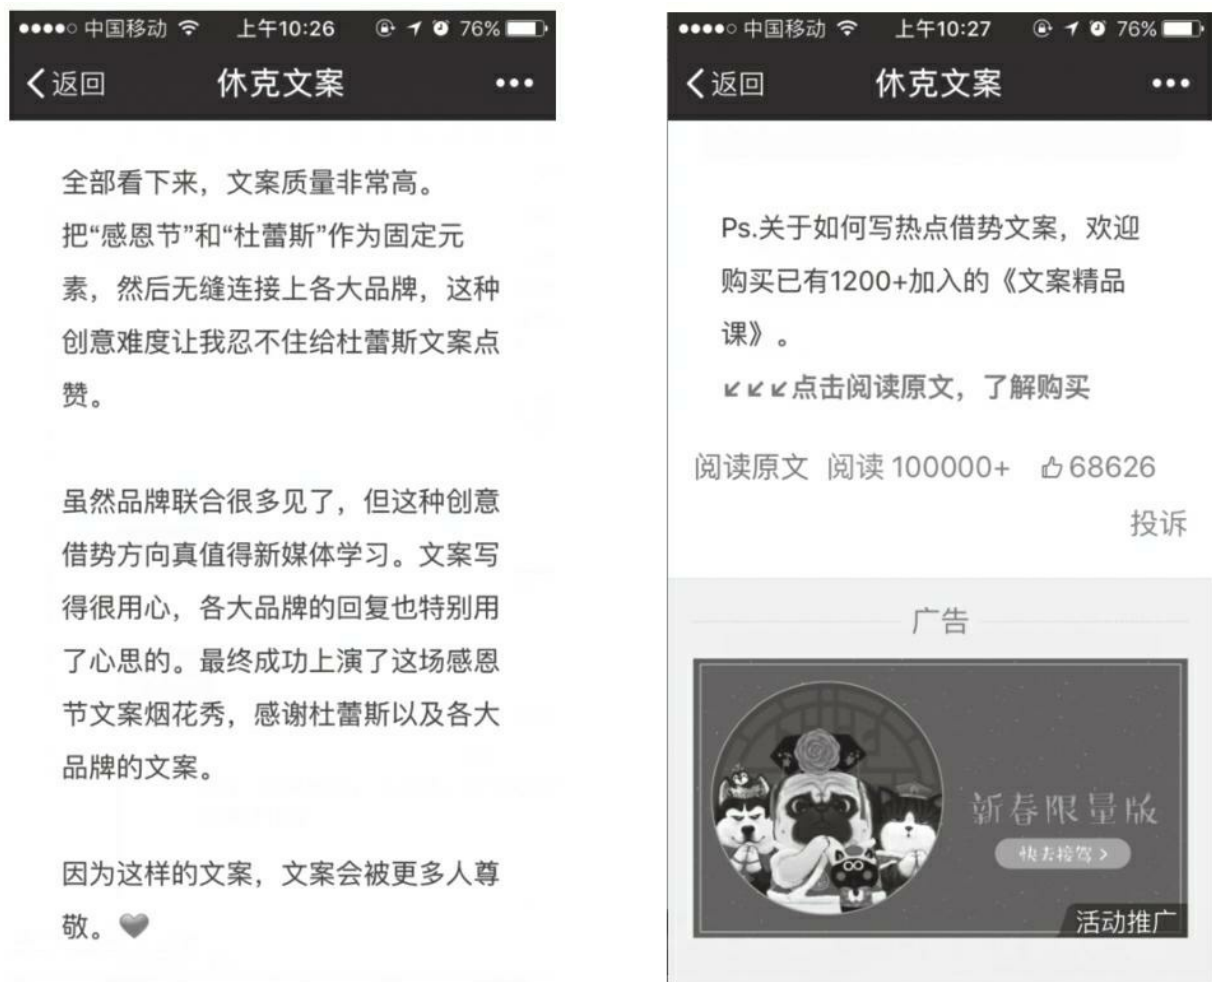 中国移动 上午10:26 76%
返回 休克文案
全部看下来，文案质量非常高。
把“感恩节”和“杜蕾斯”作为固定元
素，然后无缝连接上各大品牌，这种
创意难度让我忍不住给杜蕾斯文案点
赞。
虽然品牌联合很多见了，但这种创意
借势方向真值得新媒体学习。文案写
得很用心，各大品牌的回复也特别用
了心思的。最终成功上演了这场感恩
节文案烟花秀，感谢杜蕾斯以及各大
品牌的文案。
因为这样的文案，文案会被更多人尊
敬。
中国移动 上午10:27 76%
返回 休克文案
Ps.关于如何写热点借势文案，欢迎
购买已有1200+加入的《文案精品
课》。
↙↙↙点击阅读原文，了解购买
阅读原文 阅读 100000+ 68626
投诉
广告
新春限量版
快去接驾 >
活动推广